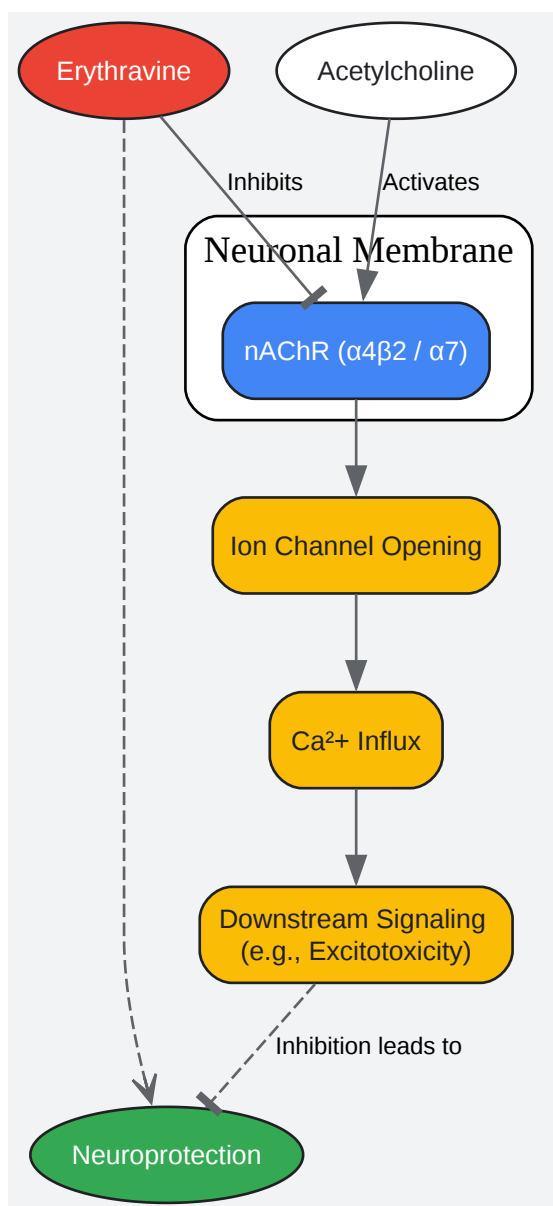 Erythravine
Acetylcholine
Inhibits
Activates
Neuronal Membrane
nAChR (α4β2 / α7)
Ion Channel Opening
Ca²+ Influx
Downstream Signaling
(e.g., Excitotoxicity)
Inhibition leads to
Neuroprotection